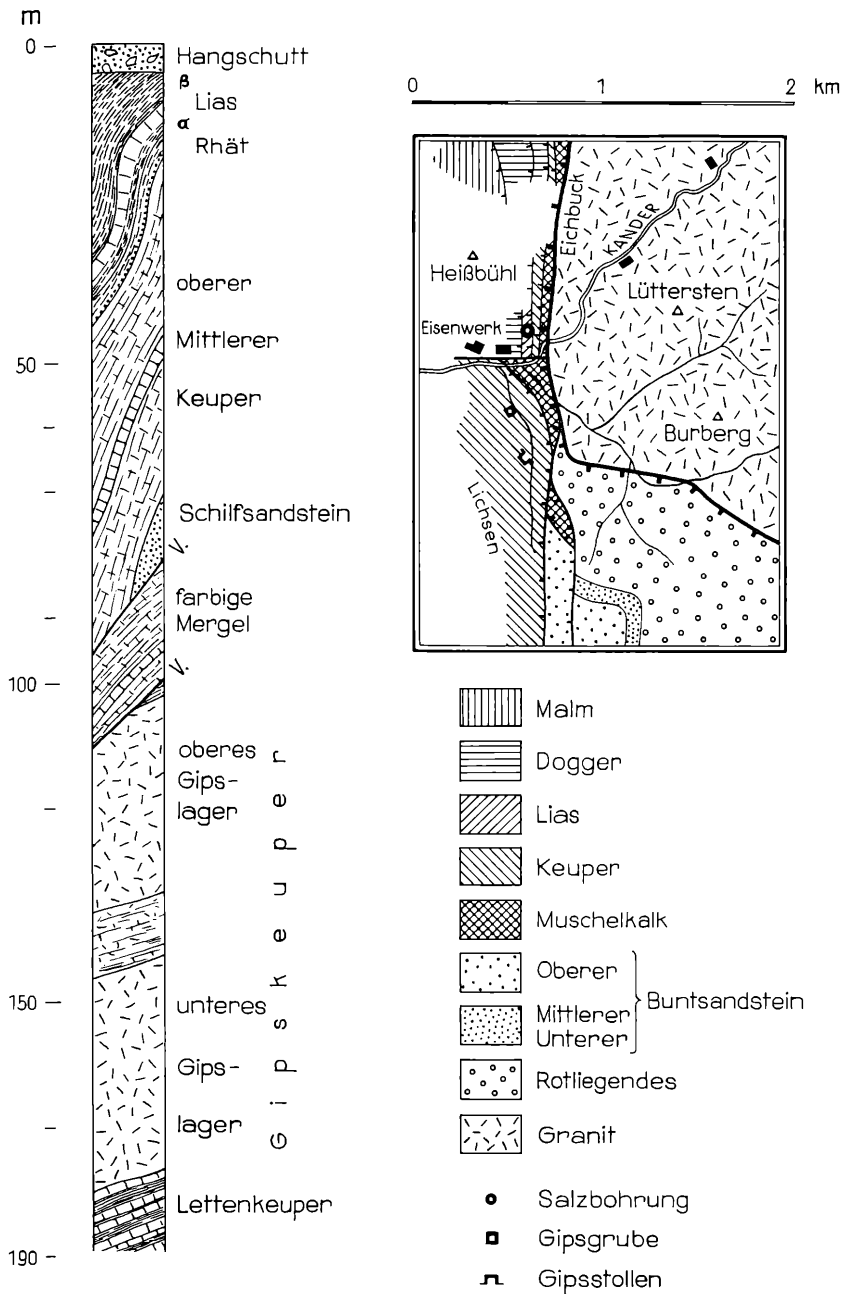 m
0
Hangschutt
β
Lias
α
Rhät
oberer
Mittlerer
50
Keuper
Schilfsandstein
V.
farbige
Mergel
V.
100
oberes
Gips-
lager
Gipskeuper
150
unteres
Gips-
lager
Lettenkeuper
190
0 1 2 km
Eichbuck
KANDER
Heißbühl
Lüttersten
Eisenwerk
Burberg
Lichsen
Malm
Dogger
Lias
Keuper
Muschelkalk
Oberer
Mittlerer
Unterer
Buntsandstein
Rotliegendes
Granit
Salzbohrung
Gipsgrube
Gipsstollen